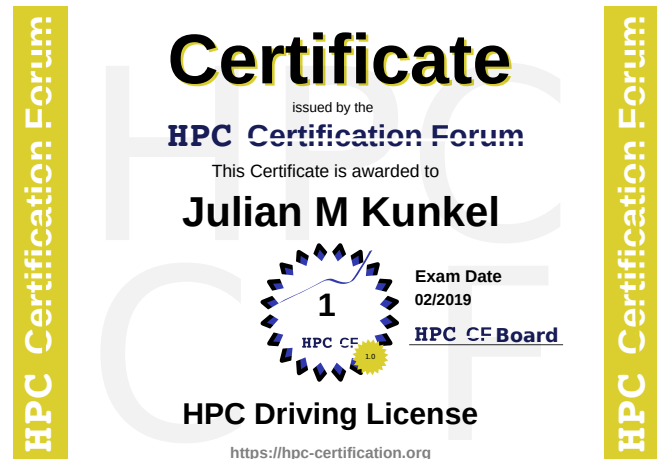 HPC Certification Forum
Certificate
issued by the
HPC Certification Forum
This Certificate is awarded to
Julian M Kunkel
1
HPC CF
1.0
Exam Date
02/2019
HPC CF Board
HPC Driving License
https://hpc-certification.org
HPC Certification Forum
HPC
CF